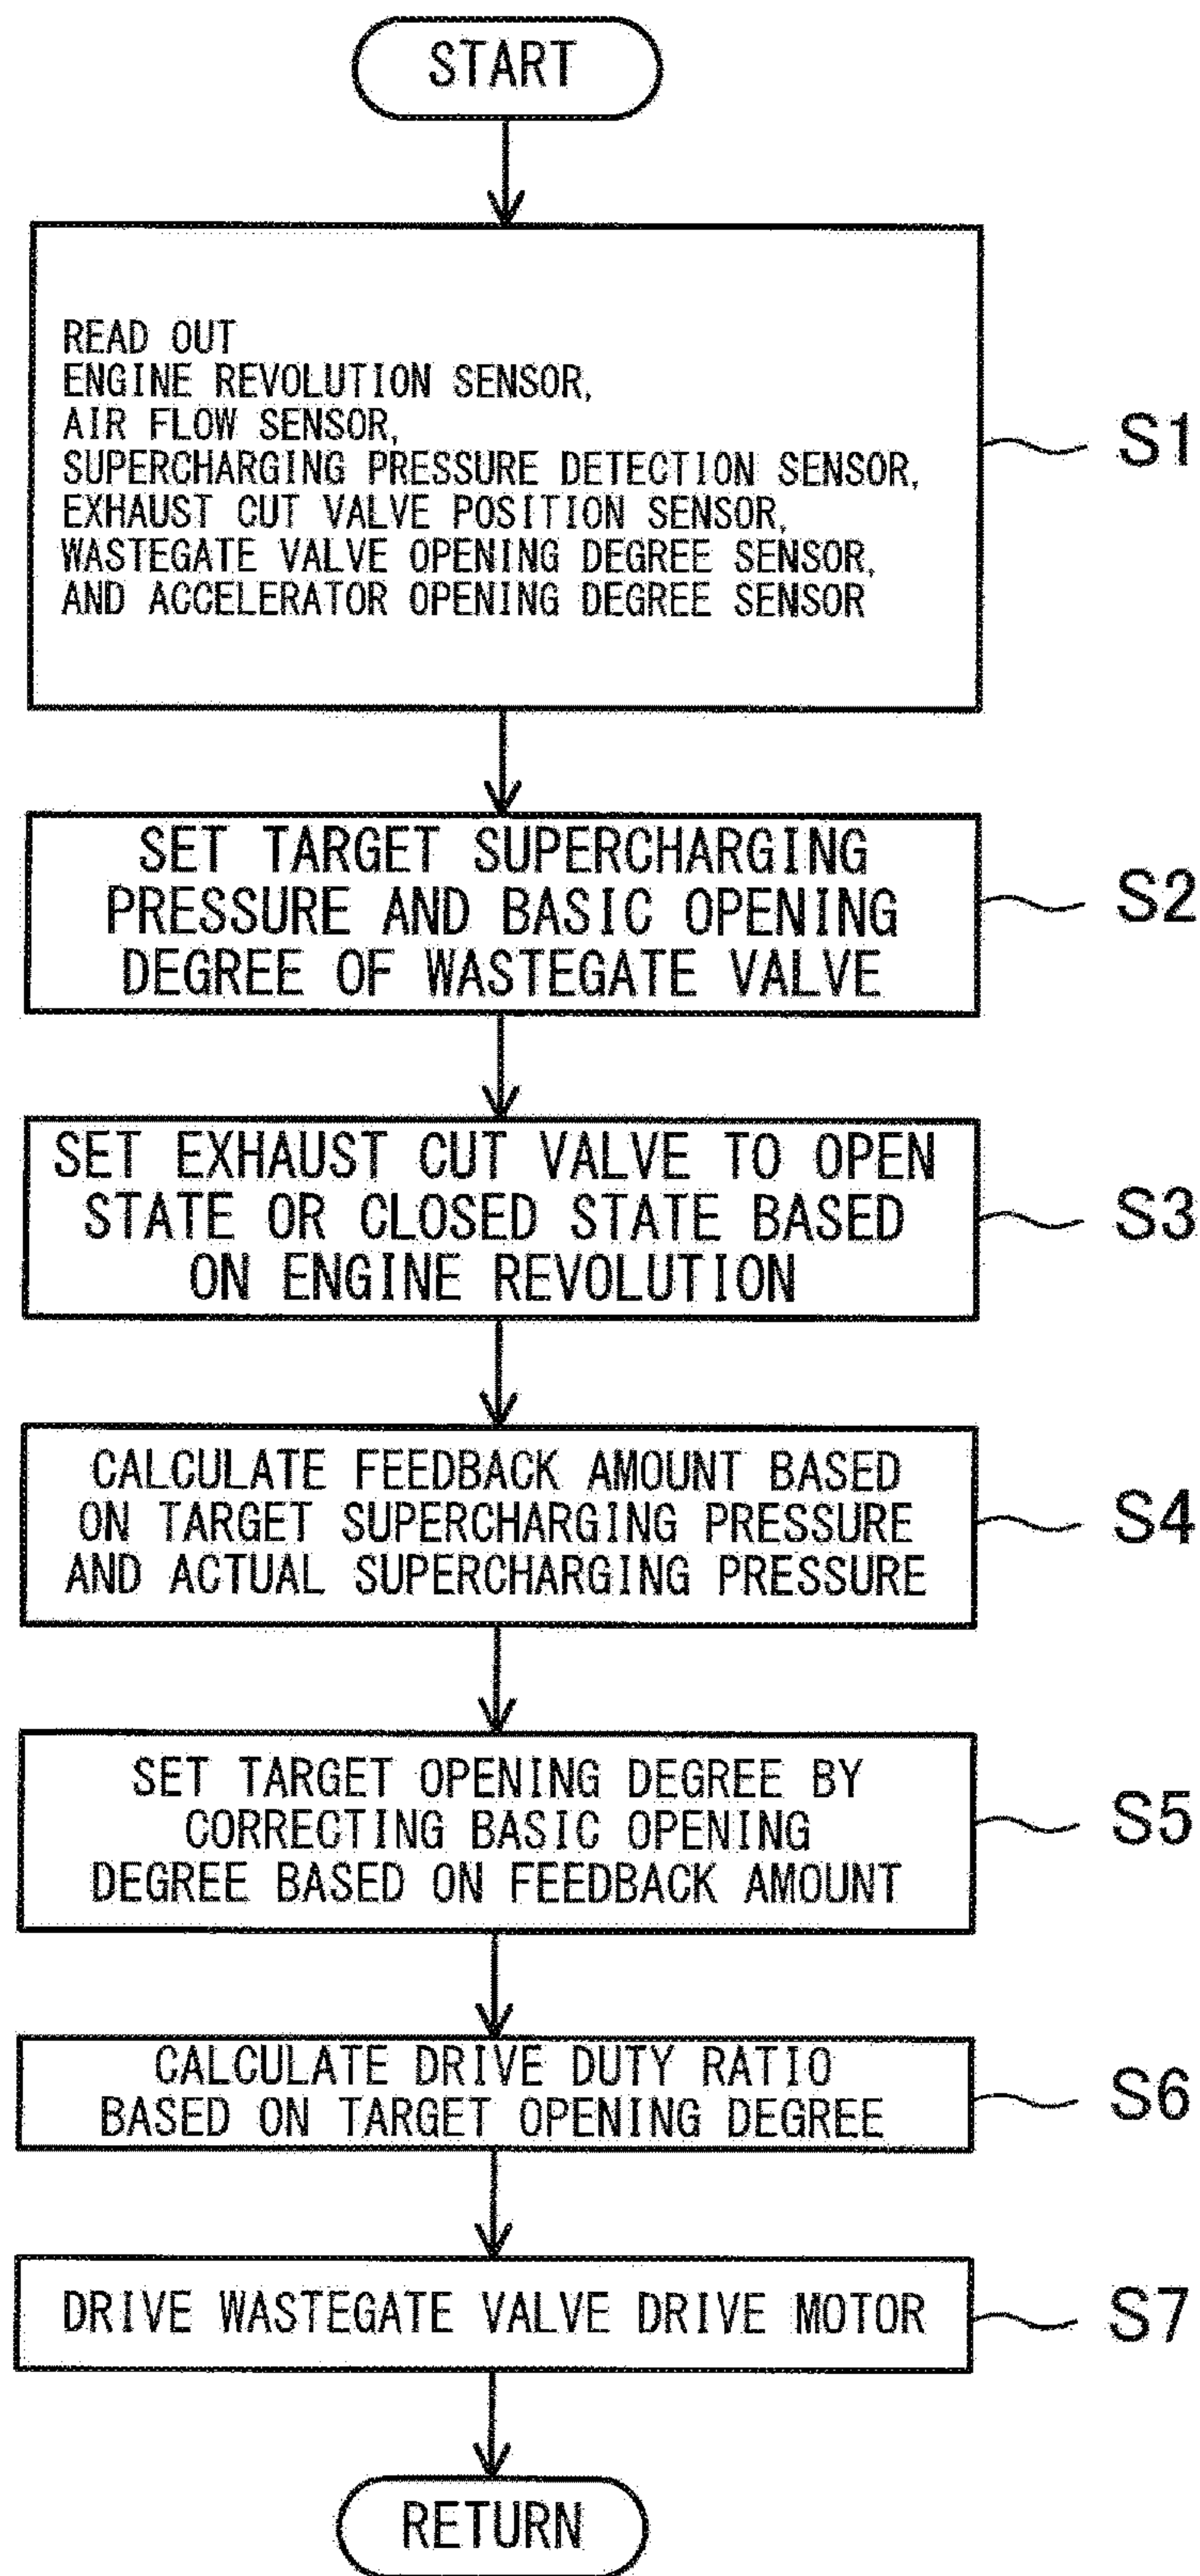 START
READ OUT
ENGINE REVOLUTION SENSOR,
AIR FLOW SENSOR,
SUPERCHARGING PRESSURE DETECTION SENSOR,
EXHAUST CUT VALVE POSITION SENSOR,
WASTEGATE VALVE OPENING DEGREE SENSOR,
AND ACCELERATOR OPENING DEGREE SENSOR
S1
SET TARGET SUPERCHARGING
PRESSURE AND BASIC OPENING
DEGREE OF WASTEGATE VALVE
S2
SET EXHAUST CUT VALVE TO OPEN
STATE OR CLOSED STATE BASED
ON ENGINE REVOLUTION
S3
CALCULATE FEEDBACK AMOUNT BASED
ON TARGET SUPERCHARGING PRESSURE
AND ACTUAL SUPERCHARGING PRESSURE
S4
SET TARGET OPENING DEGREE BY
CORRECTING BASIC OPENING
DEGREE BASED ON FEEDBACK AMOUNT
S5
CALCULATE DRIVE DUTY RATIO
BASED ON TARGET OPENING DEGREE
S6
DRIVE WASTEGATE VALVE DRIVE MOTOR
S7
RETURN